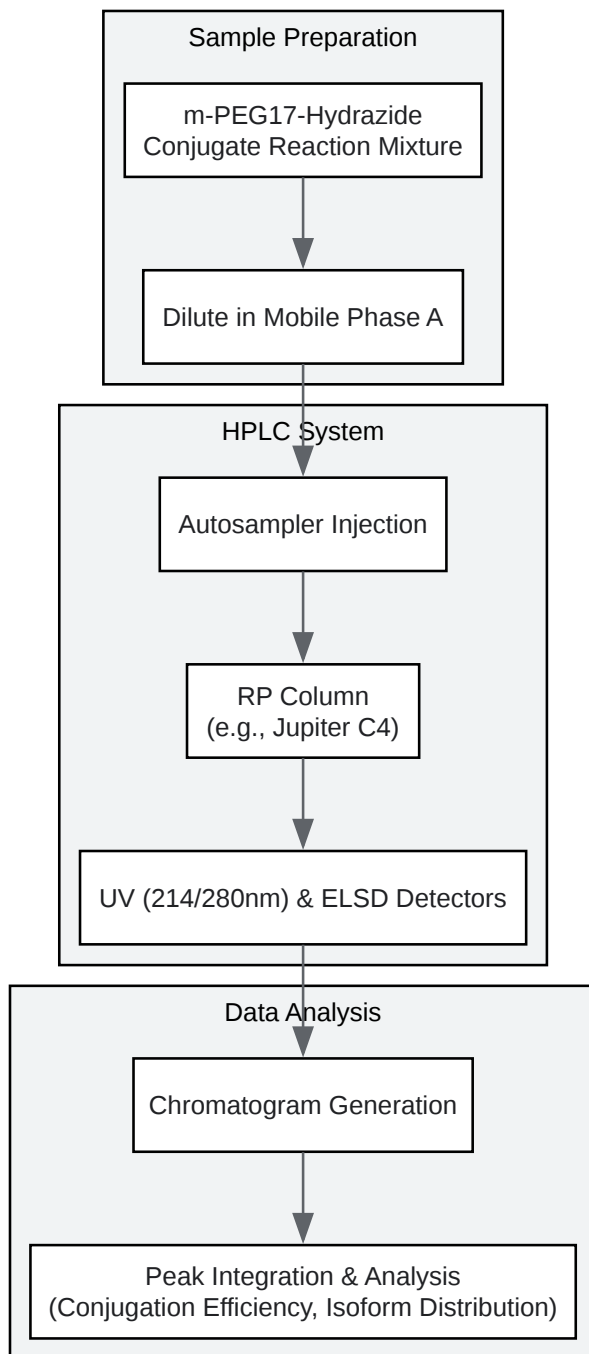 Sample Preparation
m-PEG17-Hydrazide
Conjugate Reaction Mixture
Dilute in Mobile Phase A
HPLC System
Autosampler Injection
RP Column
(e.g., Jupiter C4)
UV (214/280nm) & ELSD Detectors
Data Analysis
Chromatogram Generation
Peak Integration & Analysis
(Conjugation Efficiency, Isoform Distribution)